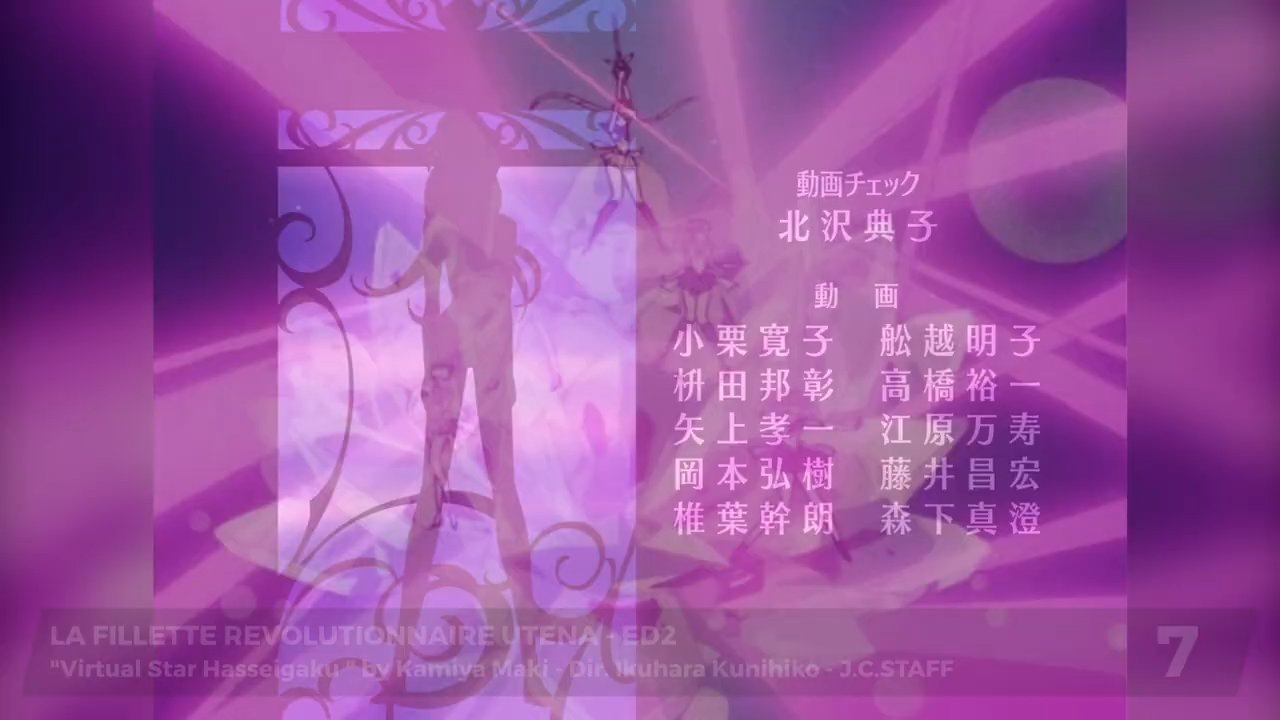 動画チェック
北沢典子
動 画
小栗寛子 舩越明子
枡田邦彰 高橋裕一
矢上孝一 江原万寿
岡本弘樹 藤井昌宏
椎葉幹朗 森下真澄
LA FILLETTE REVOLUTIONNAIRE UTENA - ED2
"Virtual Star Hasseigaku " by Kamiya Maki - Dir. Ikuhara Kunihiko - J.C.STAFF
7